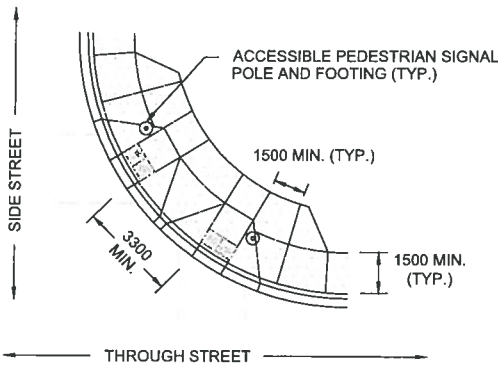 ACCESSIBLE PEDESTRIAN SIGNAL
POLE AND FOOTING (TYP.)
SIDE STREET
1500 MIN. (TYP.)
3300
MIN.
1500 MIN.
(TYP.)
THROUGH STREET